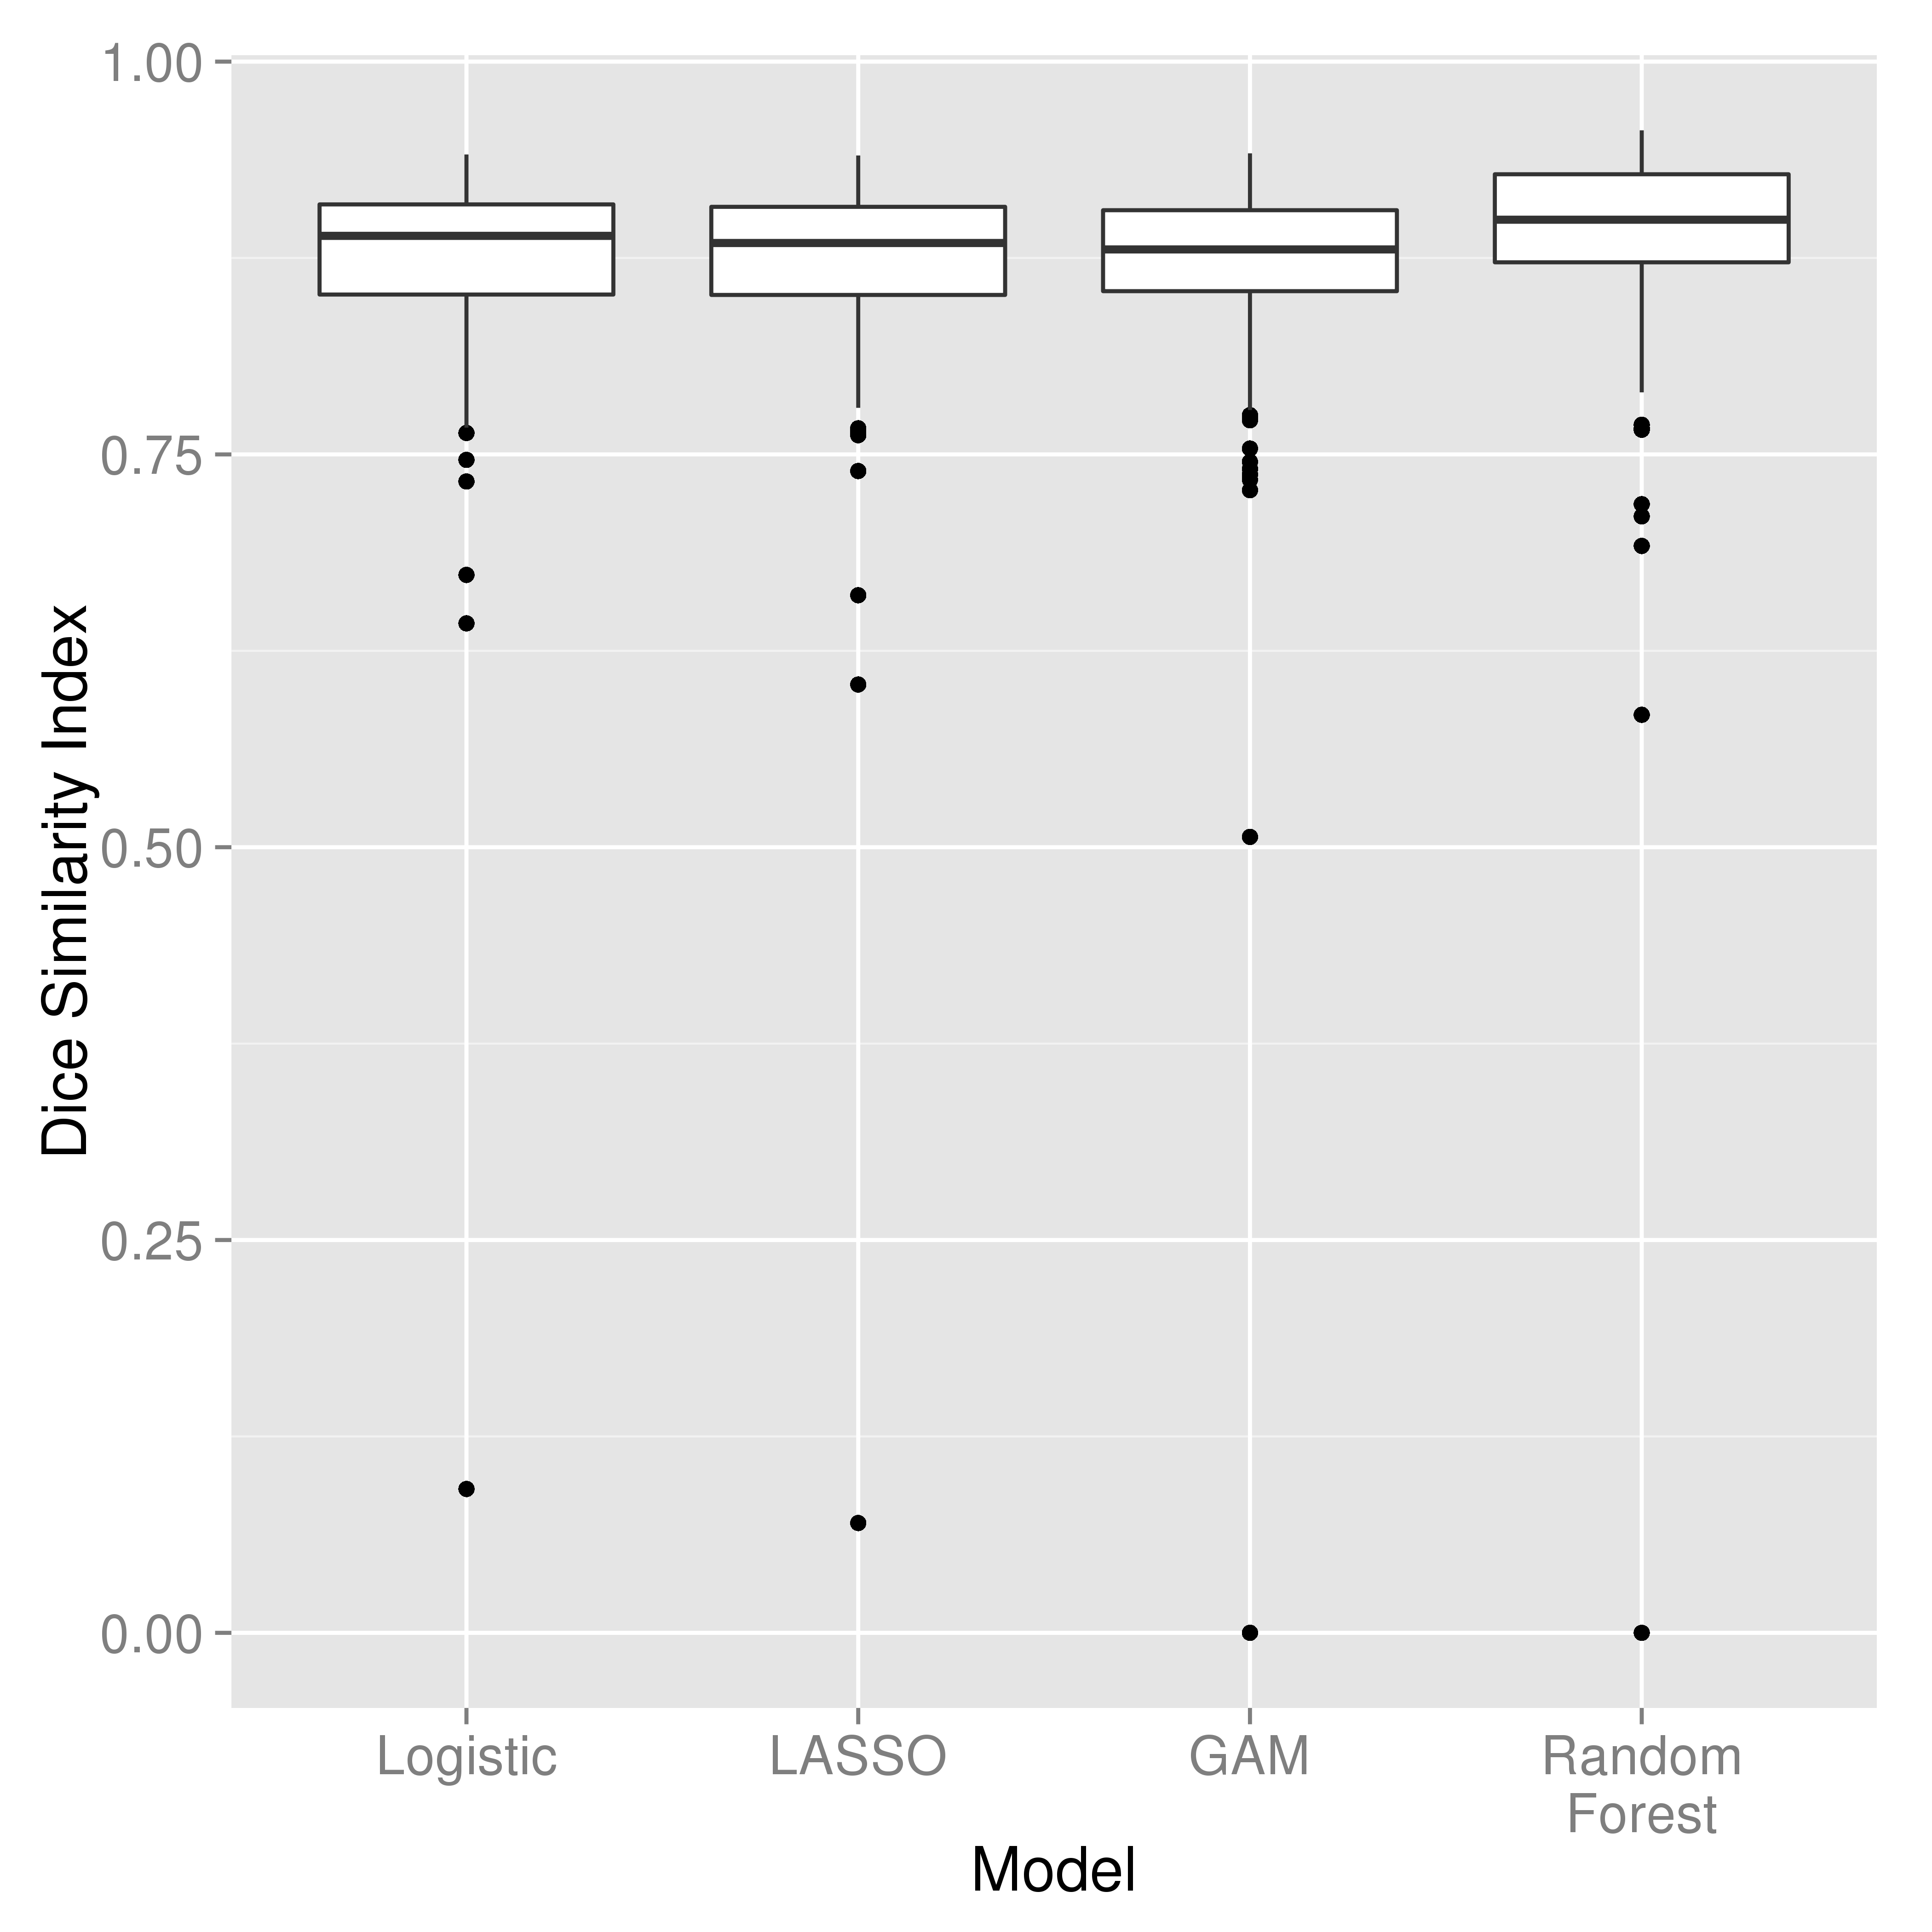 1.00
0.75
0.50
0.25
0.00
Dice Similarity Index
Logistic
LASSO
GAM
Random
Forest
Model